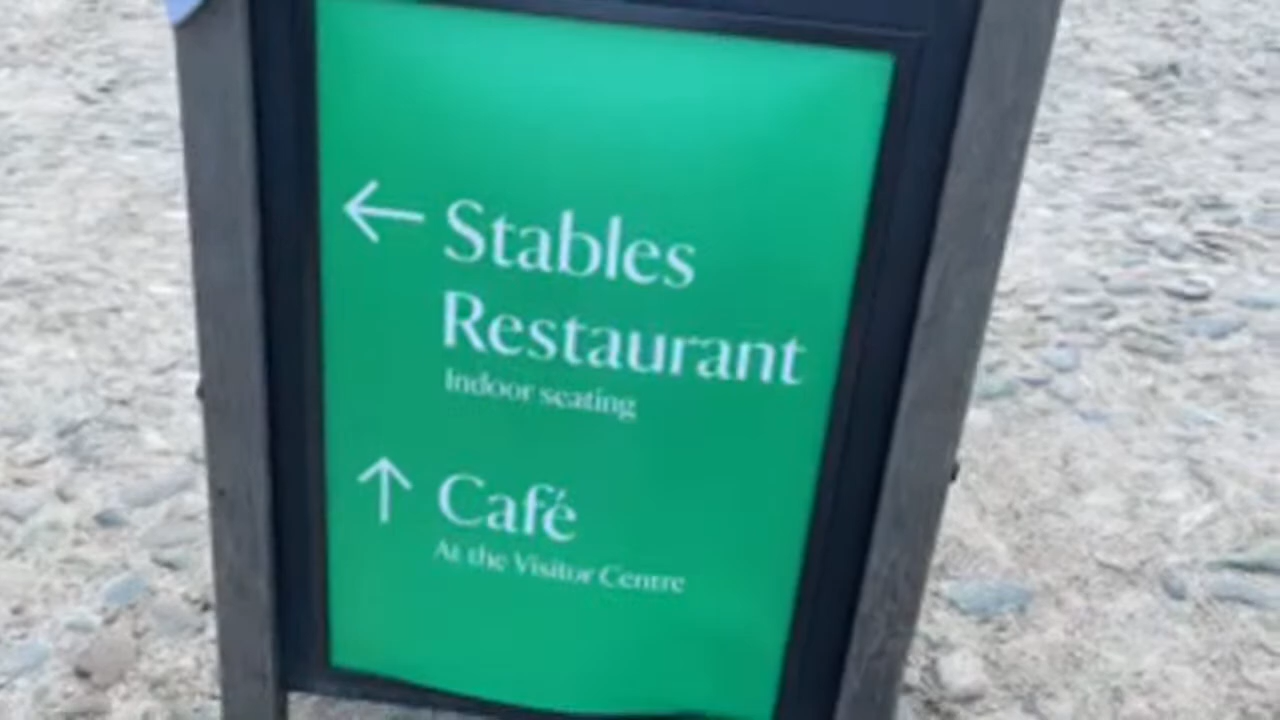 ← Stables
Restaurant
Indoor seating
↑ Café
At the Visitor Centre